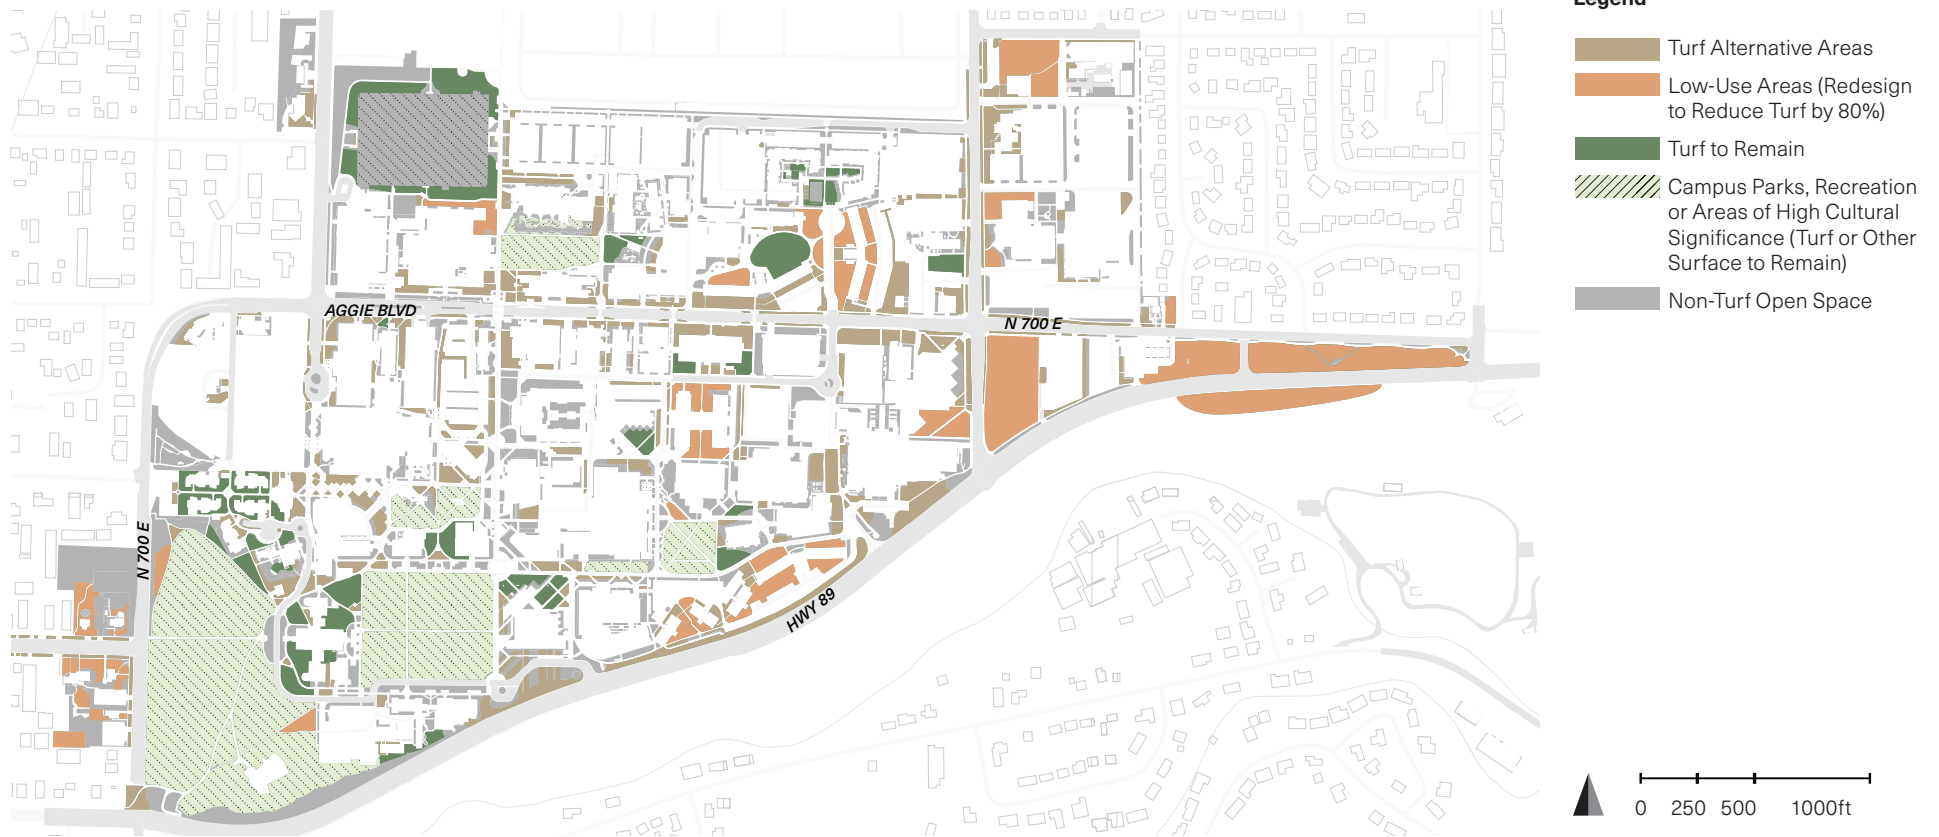 Legend
Turf Alternative Areas
Low-Use Areas (Redesign
to Reduce Turf by 80%)
Turf to Remain
Campus Parks, Recreation
or Areas of High Cultural
Significance (Turf or Other
Surface to Remain)
Non-Turf Open Space
AGGIE BLVD
N 700 E
N 700 E
HWY 89
0 250 500 1000ft